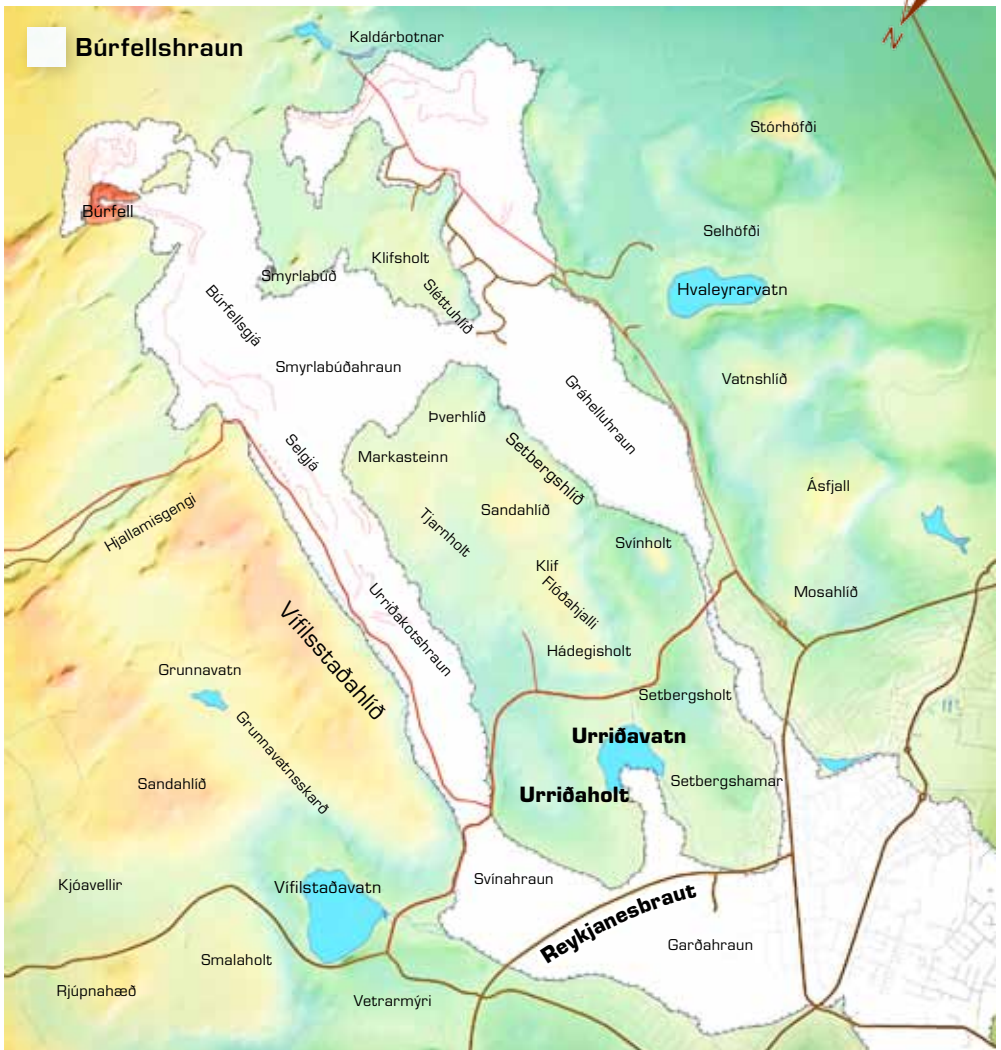 Búrfellshraun
Kaldárbotnar
N
Stórhöfði
Búrfell
Selhöfði
Klifsholt
Smyrlabúð
Hvaleyrarvatn
Sléttuhlíð
Búrfellsgjá
Smyrlabúðahraun
Vatnshlíð
Gráhelluhraun
Þverhlíð
Selgjá
Markasteinn
Setbergshlíð
Ásfjall
Sandahlíð
Hjallamisgengi
Tjarnholt
Svínholt
Klif
Flóðahjalli
Mosahlíð
Urriðakotshraun
Vífilsstaðahlíð
Hádegisholt
Grunnavatn
Setbergsholt
Urriðavatn
Grunnavatnsskarð
Sandahlíð
Setbergshamar
Urriðaholt
Svínahraun
Kjóavellir
Vífilstaðavatn
Reykjanesbraut
Garðahraun
Smalaholt
Rjúpnahæð
Vetrarmýri